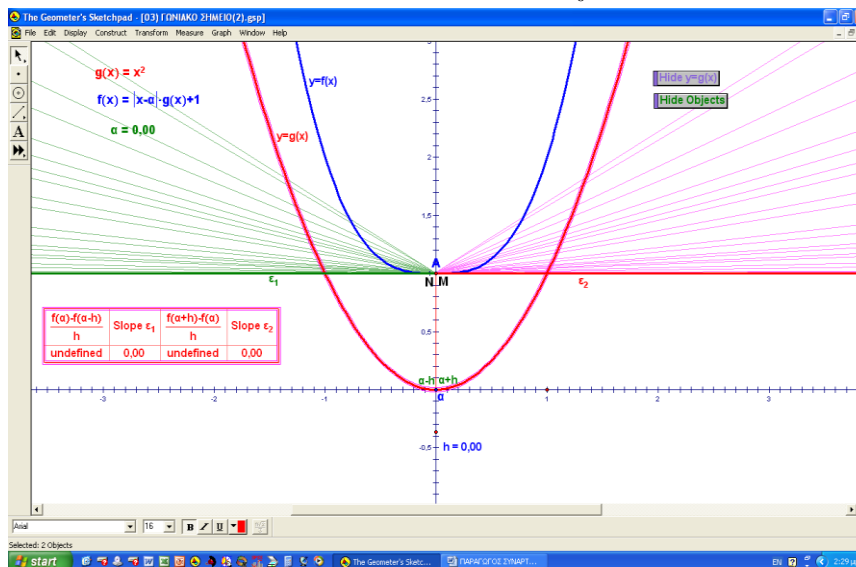 The Geometer's Sketchpad - [(03) ΓΩΝΙΑΚΟ ΣΗΜΕΙΟ(2).gsp]
File Edit Display Construct Transform Measure Graph Window Help
g(x) = x²
f(x) = |x-α|·g(x)+1
α = 0,00
y=f(x)
y=g(x)
Hide y=g(x)
Hide Objects
2,5
2
1,5
A
N M
ε₁
ε₂
f(α)-f(α-h)
h
Slope ε₁
f(α+h)-f(α)
h
Slope ε₂
undefined 0,00 undefined 0,00
0,5
α-h α+h
α
-3 -2 -1 1 2 3
-0,5
h = 0,00
A
Arial 16 B I U
Selected: 2 Objects
start
The Geometer's Sketc...
ΠΑΡΑΓΩΓΟΣ ΣΥΝΑΡΤ...
EN
2:29 μμ